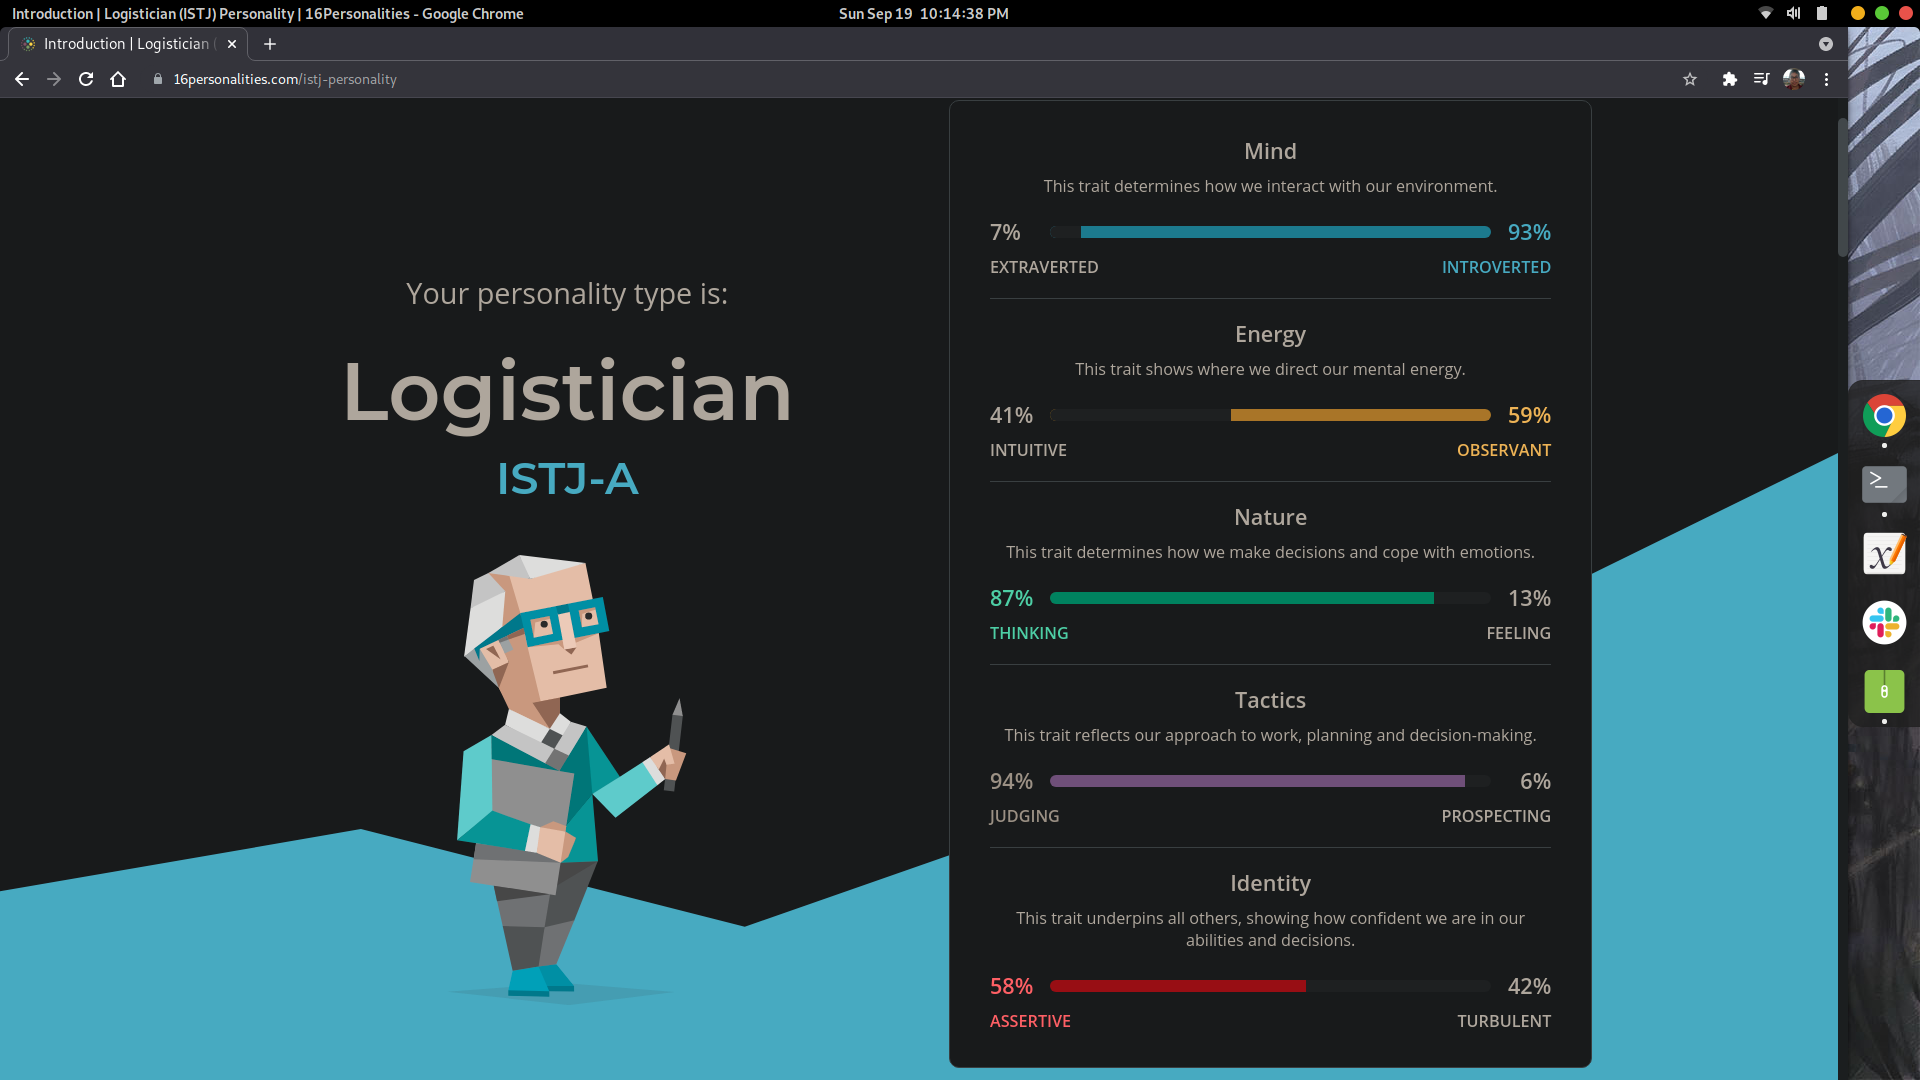 Introduction | Logistician (ISTJ) Personality | 16Personalities - Google Chrome
Sun Sep 19 10:14:38 PM
Introduction | Logistician (
16personalities.com/istj-personality
Your personality type is:
Logistician
ISTJ-A
Mind
This trait determines how we interact with our environment.
7% 93%
EXTRAVERTED INTROVERTED
Energy
This trait shows where we direct our mental energy.
41% 59%
INTUITIVE OBSERVANT
Nature
This trait determines how we make decisions and cope with emotions.
87% 13%
THINKING FEELING
Tactics
This trait reflects our approach to work, planning and decision-making.
94% 6%
JUDGING PROSPECTING
Identity
This trait underpins all others, showing how confident we are in our
abilities and decisions.
58% 42%
ASSERTIVE TURBULENT